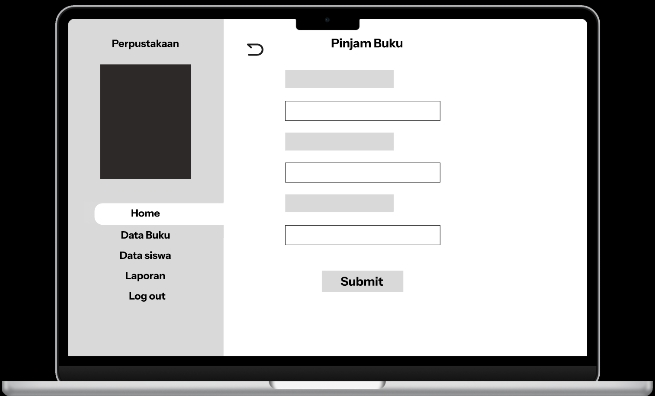 Perpustakaan
Pinjam Buku
Home
Data Buku
Data siswa
Laporan
Log out
Submit